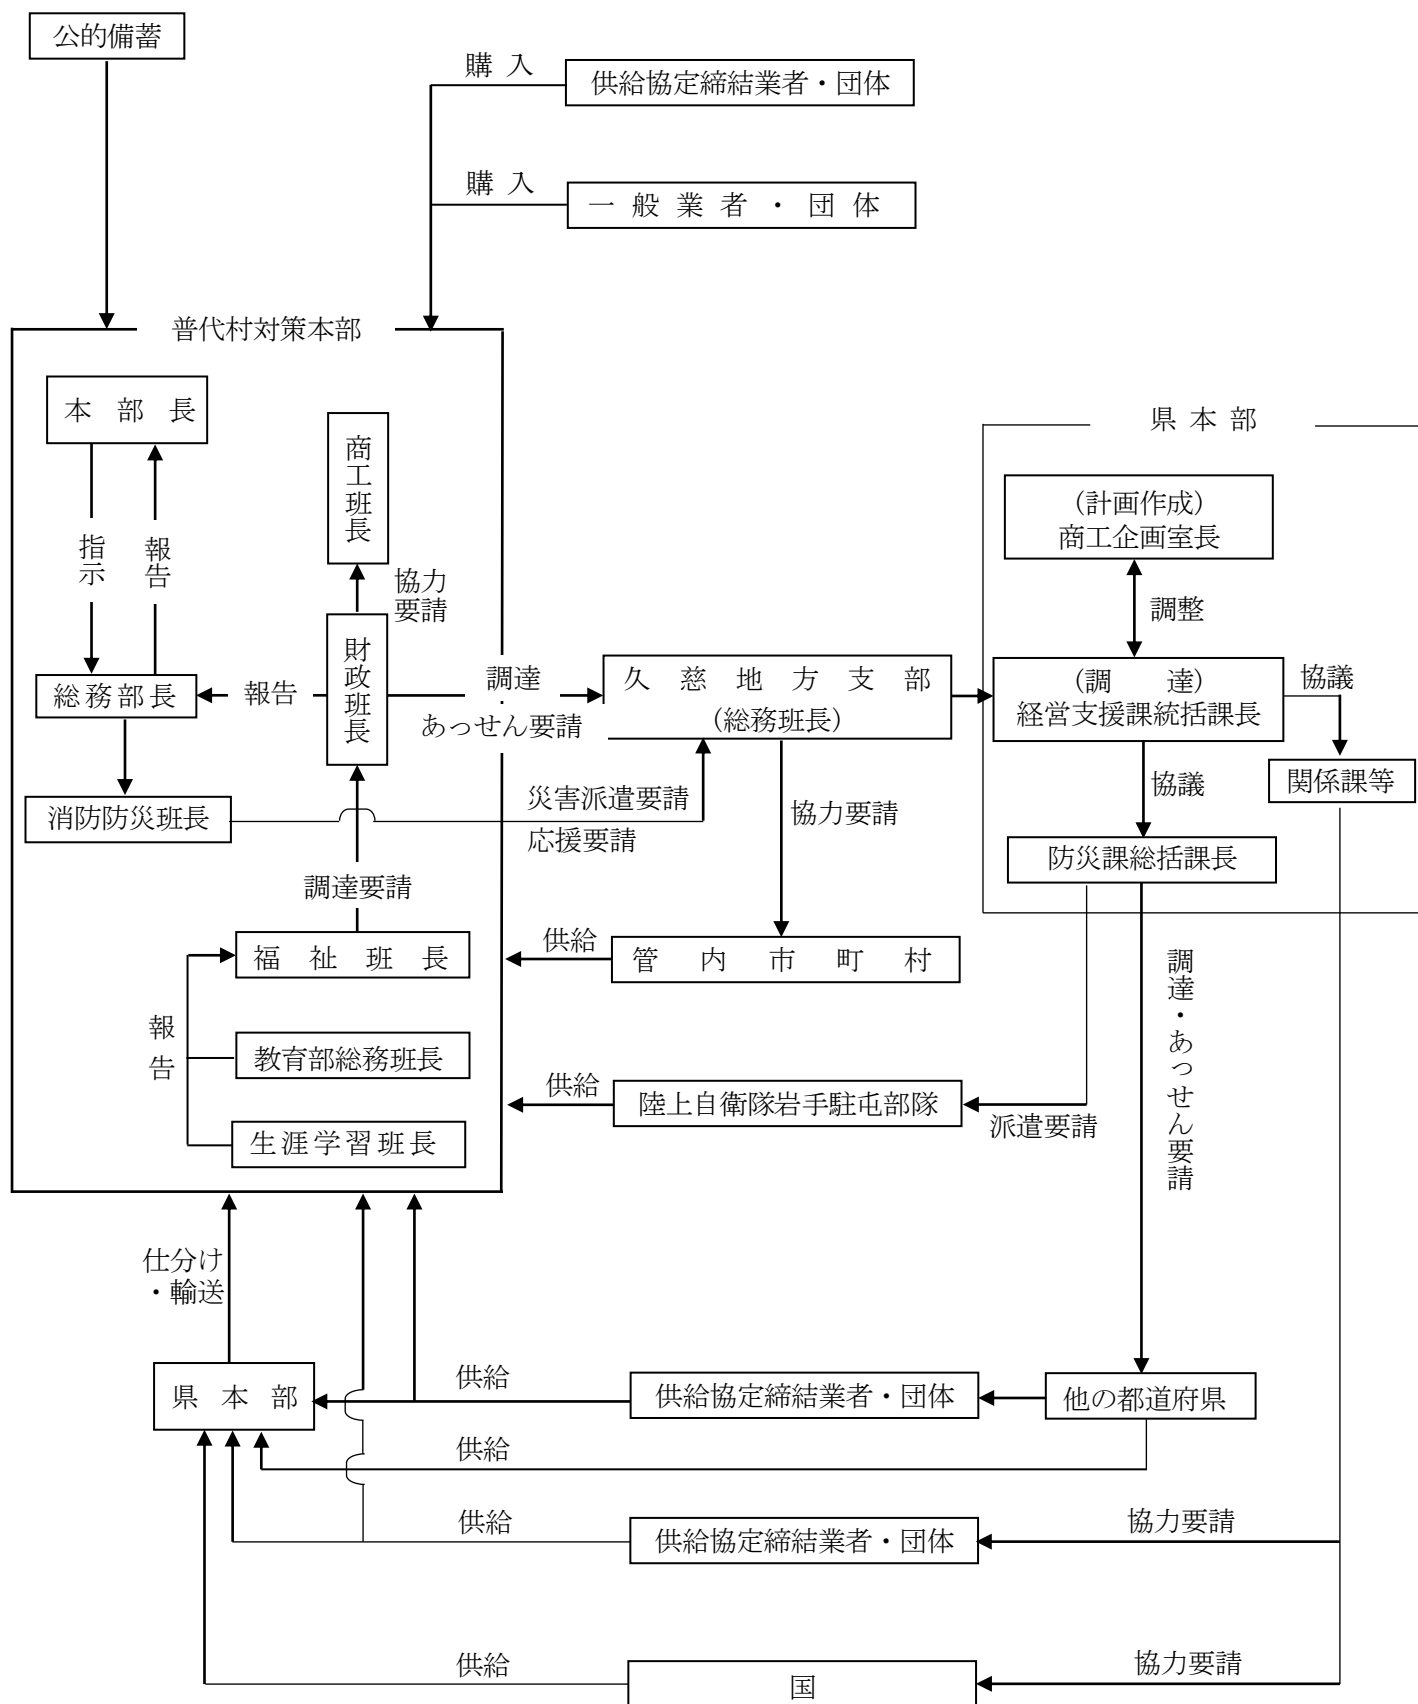 公的備蓄
購 入
供給協定締結業者・団体
購 入
一 般 業 者 ・ 団 体
普代村対策本部
本 部 長
商工班長
指示
報告
協力
要請
財政班長
総務部長
報告
調達
あっせん要請
久 慈 地 方 支 部
(総務班長)
県 本 部
(計画作成)
商工企画室長
調整
(調 達)
経営支援課統括課長
協議
関係課等
協議
防災課総括課長
消防防災班長
災害派遣要請
応援要請
協力要請
調達要請
福 祉 班 長
供給
管 内 市 町 村
報
告
教育部総務班長
生涯学習班長
供給
陸上自衛隊岩手駐屯部隊
派遣要請
調達・あっせん要請
仕分け
・輸送
県 本 部
供給
供給協定締結業者・団体
他の都道府県
供給
供給
供給協定締結業者・団体
協力要請
供給
国
協力要請